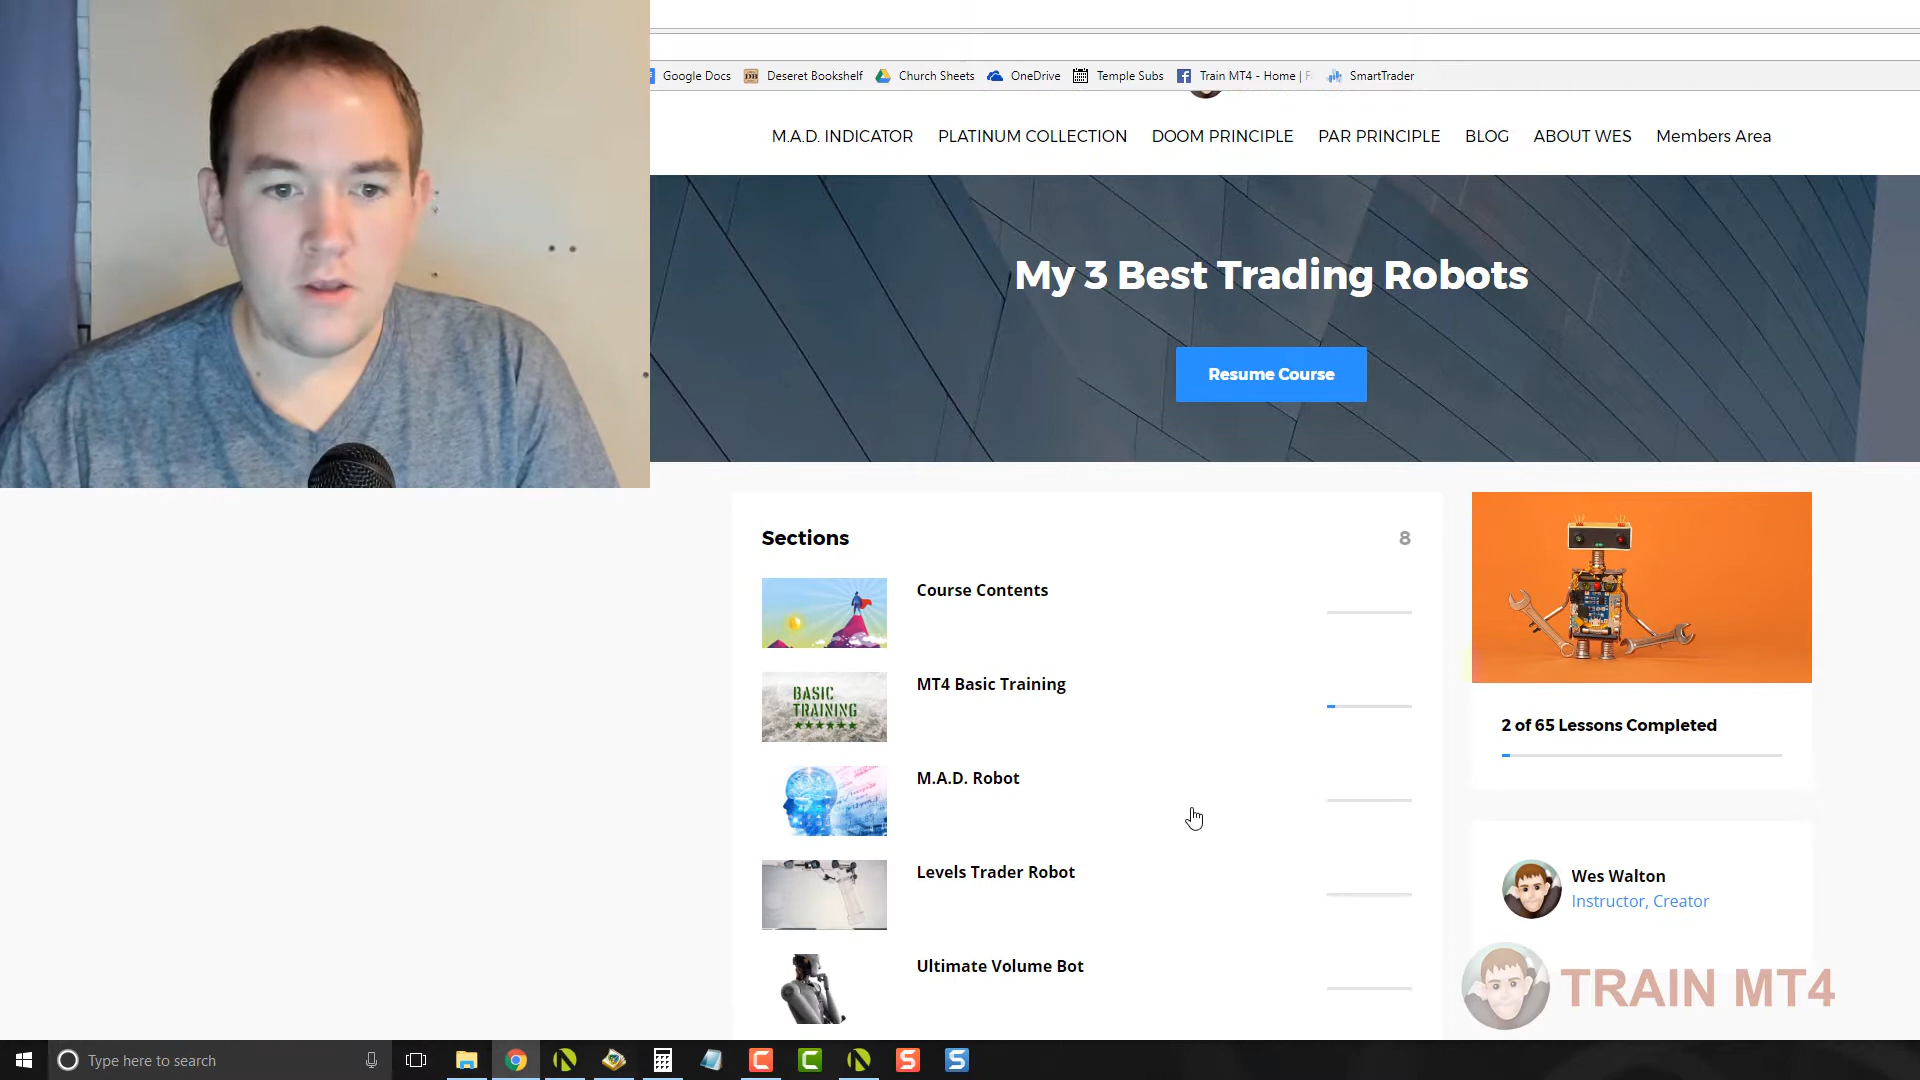 Google Docs
DB
Deseret Bookshelf
Church Sheets
OneDrive
Temple Subs
Train MT4 - Home | F
SmartTrader
M.A.D. INDICATOR
PLATINUM COLLECTION
DOOM PRINCIPLE
PAR PRINCIPLE
BLOG
ABOUT WES
Members Area
My 3 Best Trading Robots
Resume Course
Sections
8
Course Contents
BASIC
TRAINING
MT4 Basic Training
M.A.D. Robot
Levels Trader Robot
Ultimate Volume Bot
2 of 65 Lessons Completed
Wes Walton
Instructor, Creator
TRAIN MT4
Type here to search